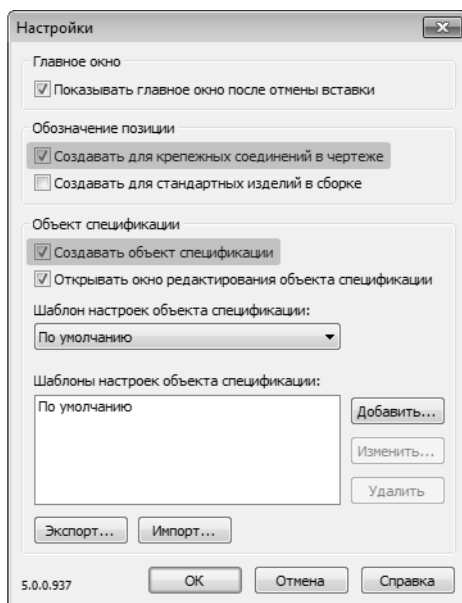 Настройки
Главное окно
Показывать главное окно после отмены вставки
Обозначение позиции
Создавать для крепежных соединений в чертеже
Создавать для стандартных изделий в сборке
Объект спецификации
Создавать объект спецификации
Открывать окно редактирования объекта спецификации
Шаблон настроек объекта спецификации:
По умолчанию
Шаблоны настроек объекта спецификации:
По умолчанию
Добавить...
Изменить...
Удалить
Экспорт... Импорт...
5.0.0.937 ОК Отмена Справка